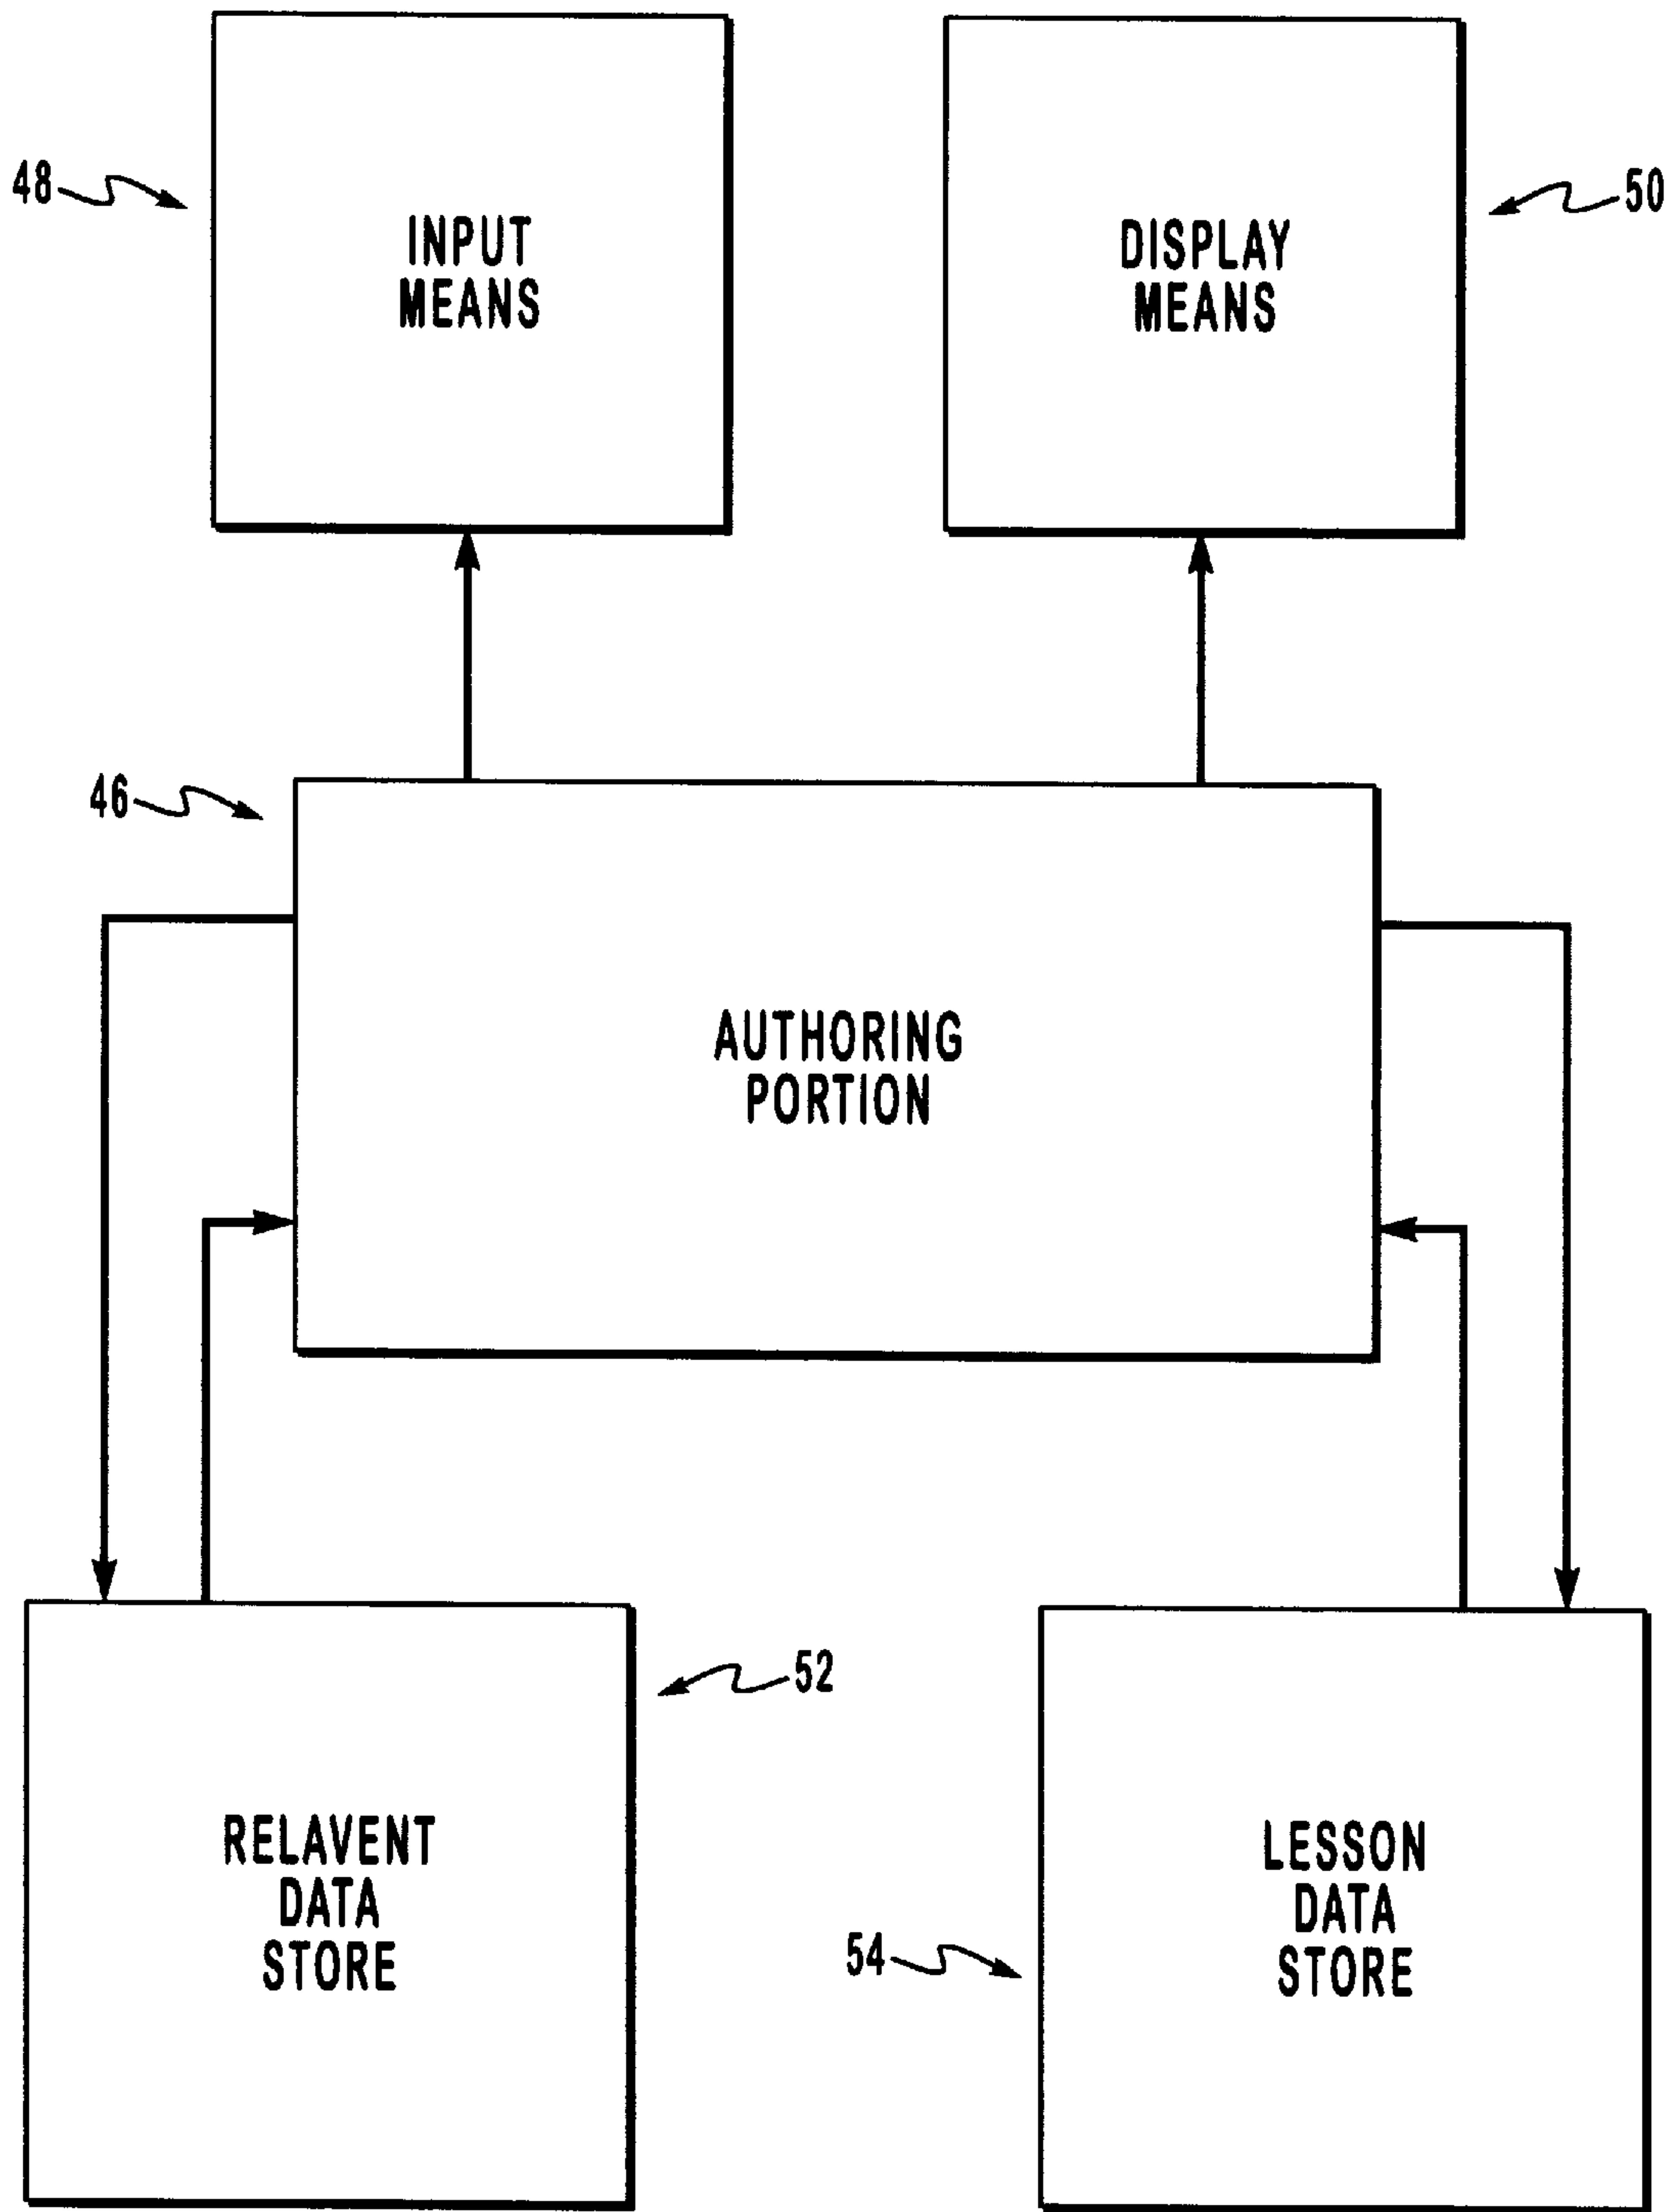 48
INPUT
MEANS
DISPLAY
MEANS
50
46
AUTHORING
PORTION
52
RELAVENT
DATA
STORE
54
LESSON
DATA
STORE